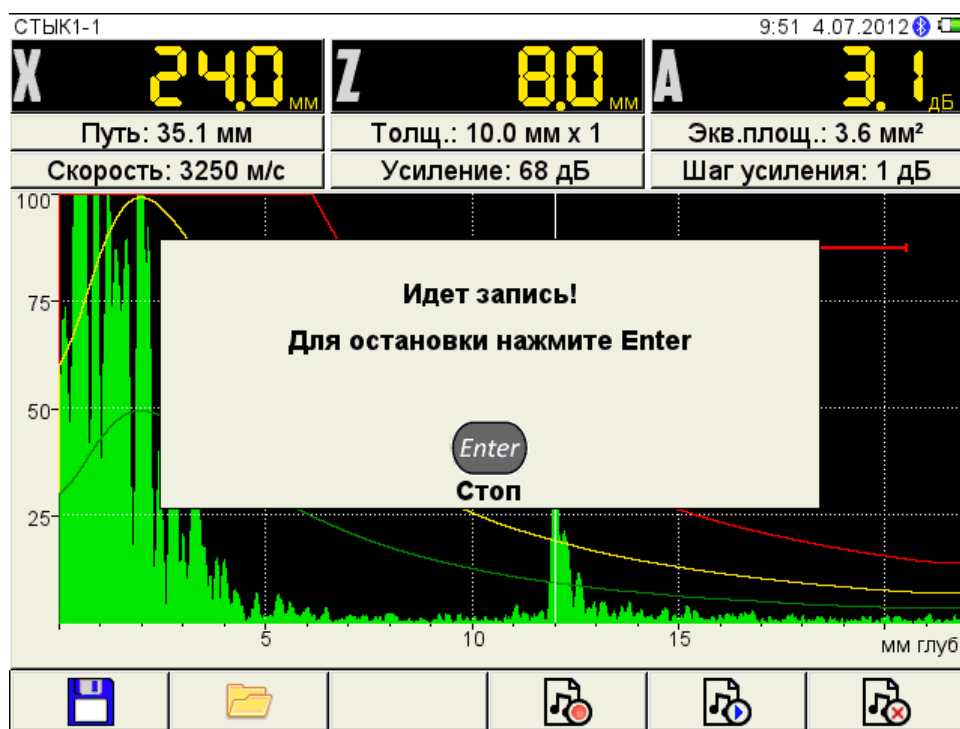 СТЫК1-1 9:51 4.07.2012
X 24.0 мм Z 8.0 мм A 3.1 дБ
Путь: 35.1 мм Толщ.: 10.0 мм x 1 Экв.площ.: 3.6 мм²
Скорость: 3250 м/с Усиление: 68 дБ Шаг усиления: 1 дБ
100
75
Идет запись!
Для остановки нажмите Enter
50
Enter
Стоп
25
5 10 15 мм глуб